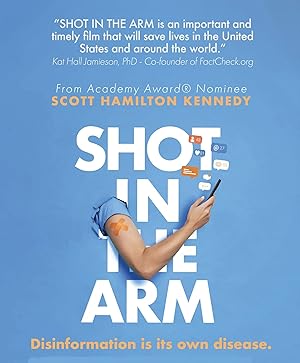 “SHOT IN THE ARM is an important and
timely film that will save lives in the United
States and around the world.”
Kat Hall Jamieson, PhD - Co-founder of FactCheck.org
From Academy Award® Nominee
SCOTT HAMILTON KENNEDY
SHOT
IN
THE
ARM
Disinformation is its own disease.